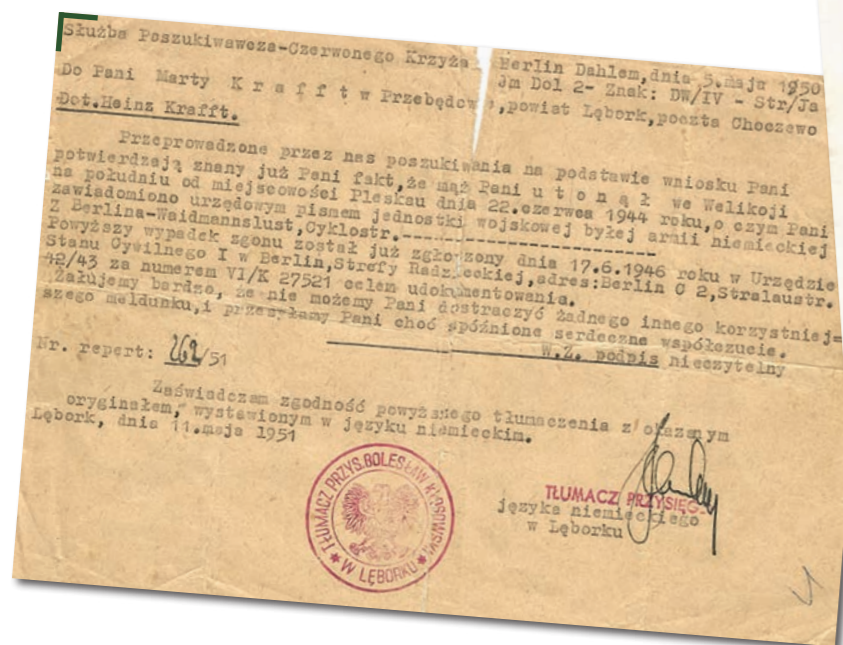 Służba Poszukiwawcza-Czerwonego Krzyża Berlin Dahlem,dnia 5.maja 1950
Jm Dol 2- Znak: DW/IV - Str/Ja
Do Pani Marty K r a f f t w Przebędowie,powiat Lębork,poczta Choczewo
Dot.Heinz Krafft.
Przeprowadzone przez nas poszukiwania na podstawie wniosku Pani
potwierdzają znany już Pani fakt,że mąż Pani u t o n ą ł we Welikoji
na południu od miejscowości Pleskau dnia 22.czerwca 1944 roku,o czym Pani
zawiadomiono urzędowym pismem jednostki wojskowej byłej armii niemieckiej
Z Berlina-Waidmannslust,Cyklostr.
Powyższy wypadek zgonu został już zgłoszony dnia 17.6.1946 roku w Urzędzie
Stanu Cywilnego I w Berlin,Strefy Radzieckiej,adres:Berlin C 2,Stralaustr.
42/43 za numerem VI/K 27521 celem udokumentowania.
Żałujemy bardzo, że nie możemy Pani dostraczyć żadnego innego korzystniej=
szego meldunku,i przesyłamy Pani choć spóźnione serdeczne współczucie.
W.Z. podpis nieczytelny
Nr. repert: /51
Zaświadczam zgodność powyższego tłumaczenia z okazanym
oryginałem, wystawionym w języku niemieckim.
Lębork, dnia 11.maja 1951
TŁUMACZ PRZYS.BOLESŁAW KŁOSOWSKI
★ W LĘBORKU ★
TŁUMACZ PRZYSIĘG.
języka niemieckiego
w Lęborku